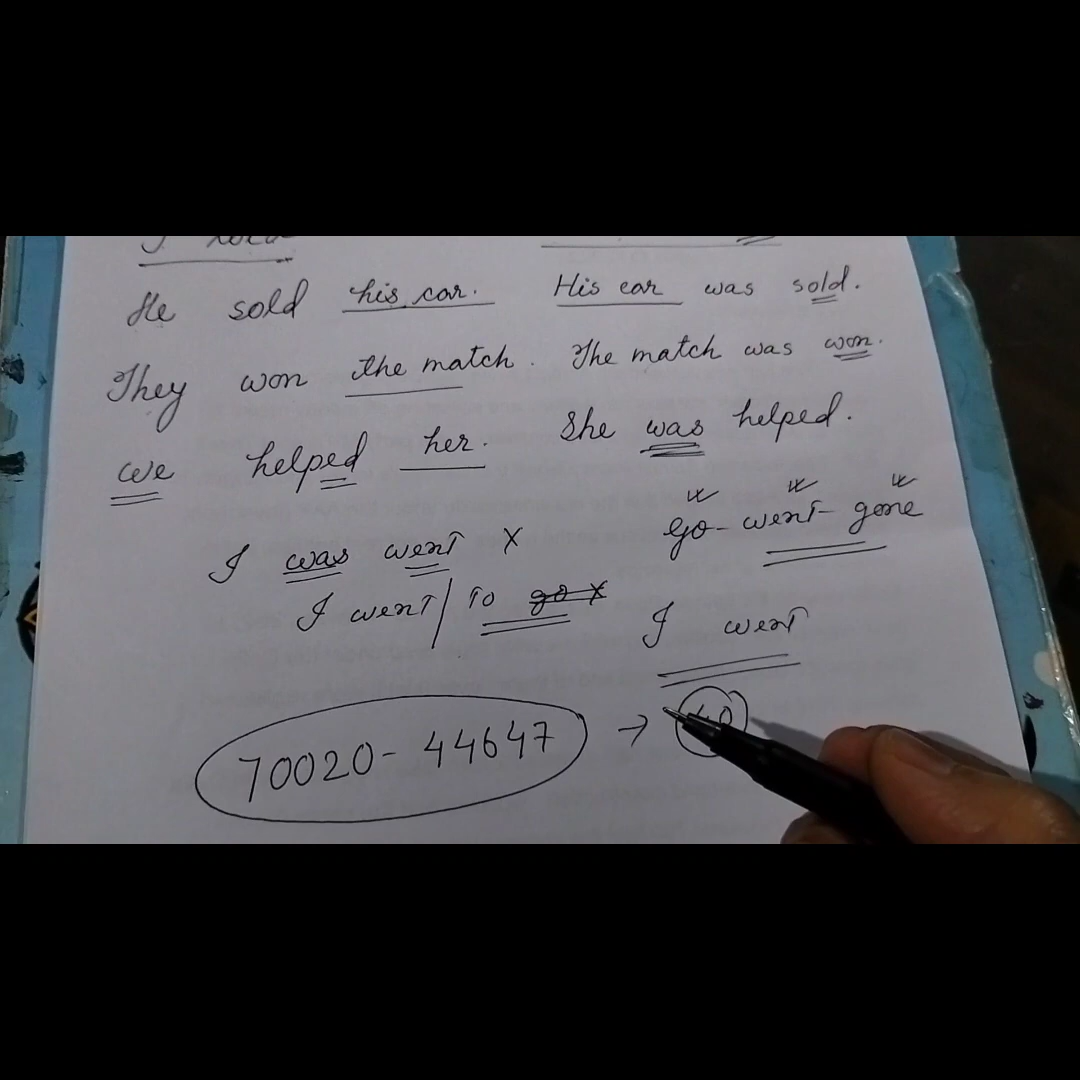 He sold his car. His car was sold.
They won the match. The match was won.
We helped her. She was helped.
go - went - gone
I was went X
I went / to go X
I went
70020-44647 →